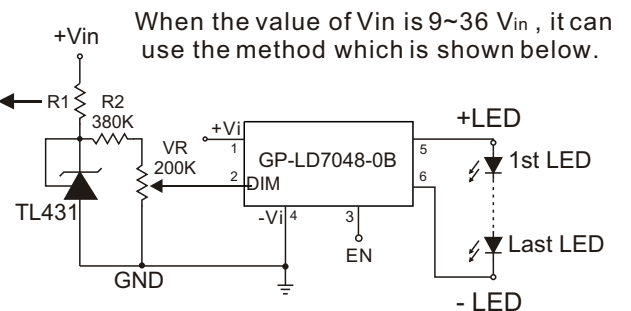 When the value of Vin is 9~36 Vin , it can
use the method which is shown below.
+Vin
R1
R2
380K
VR
200K
TL431
GND
+Vi
1
2
DIM
GP-LD7048-0B
-Vi
4
3
EN
5
6
+LED
1st LED
Last LED
- LED